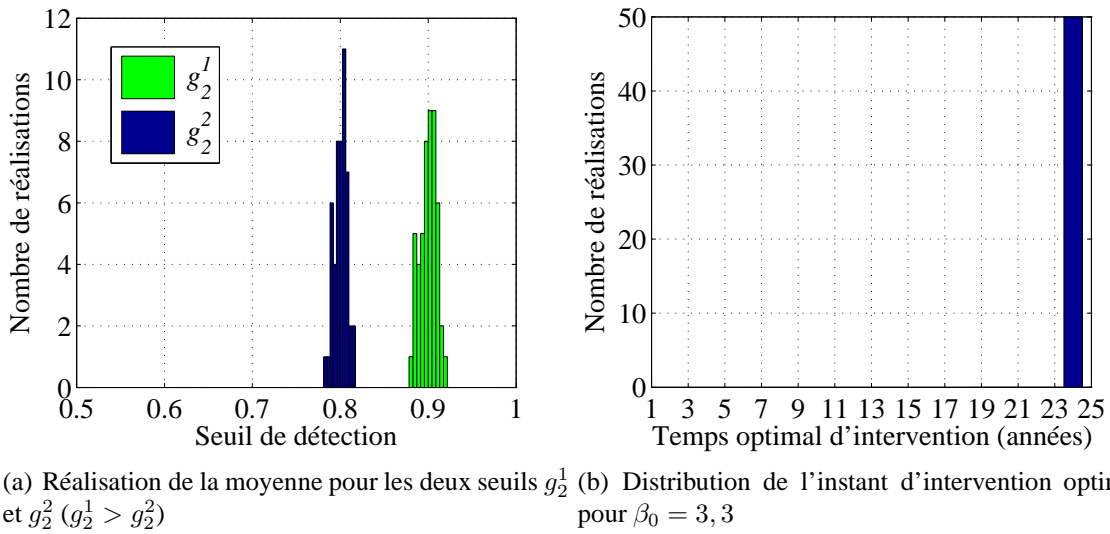 12
10
8
6
4
2
0
0.5 0.6 0.7 0.8 0.9 1
Nombre de réalisations
Seuil de détection
g_2^1
g_2^2
50
40
30
20
10
0
1 3 5 7 9 11 13 15 17 19 21 23 25
Nombre de réalisations
Temps optimal d'intervention (années)
(a) Réalisation de la moyenne pour les deux seuils g_2^1
et g_2^2 (g_2^1 > g_2^2)
(b) Distribution de l'instant d'intervention optim
pour β_0 = 3, 3